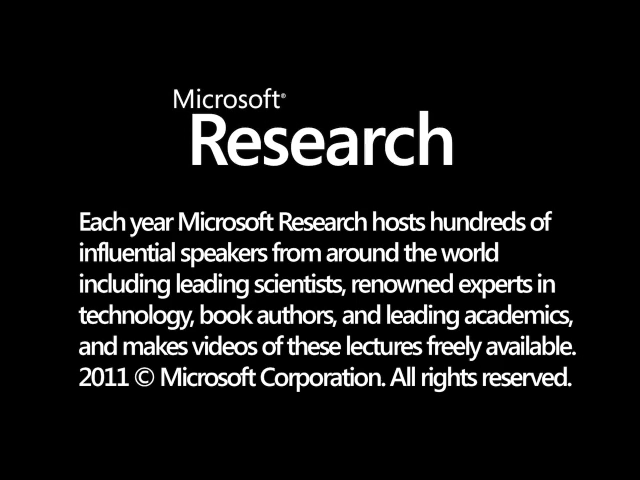 Microsoft®
Research
Each year Microsoft Research hosts hundreds of
influential speakers from around the world
including leading scientists, renowned experts in
technology, book authors, and leading academics,
and makes videos of these lectures freely available.
2011 © Microsoft Corporation. All rights reserved.